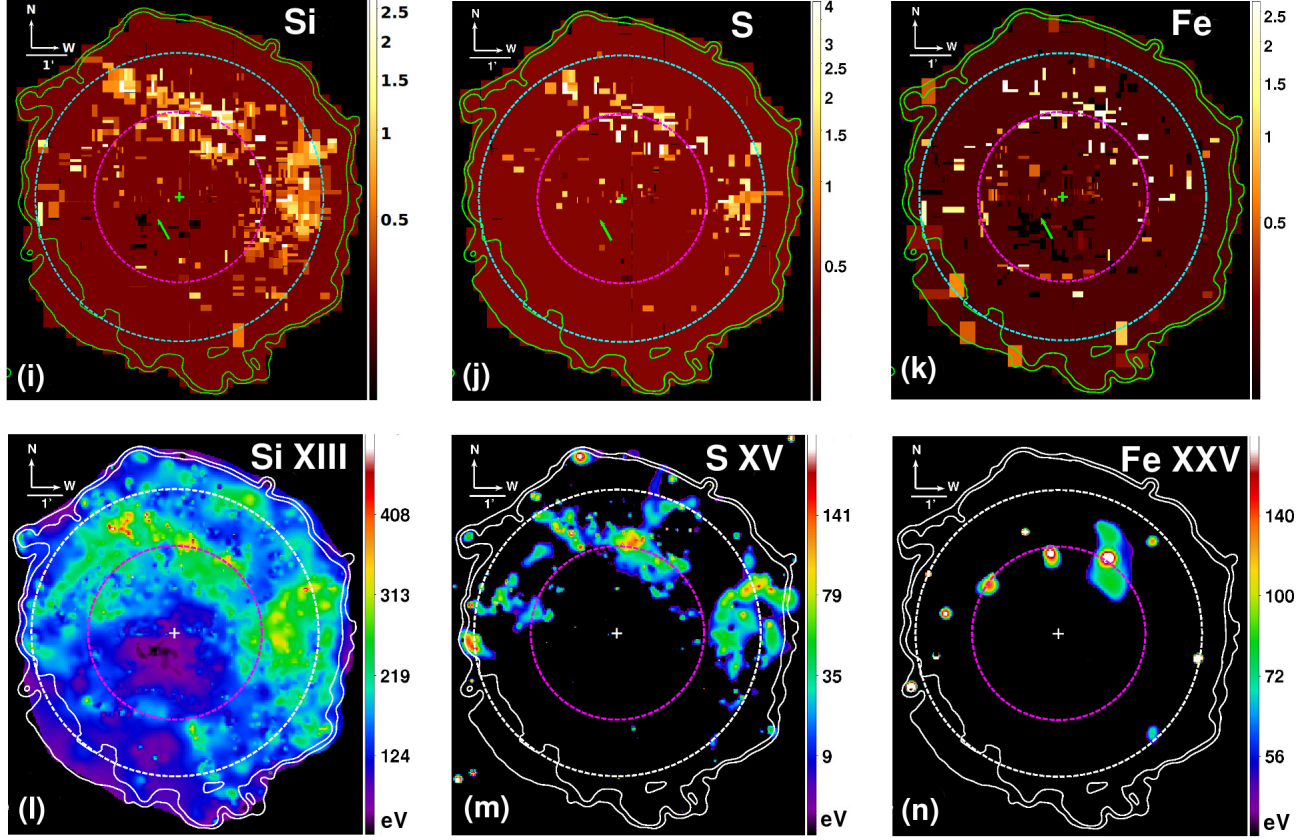 Si
N
W
1'
2.5
2
1.5
1
0.5
(i)
S
N
W
1'
4
3
2.5
2
1.5
1
0.5
(j)
Fe
N
W
1'
2.5
2
1.5
1
0.5
(k)
Si XIII
N
W
1'
408
313
219
124
eV
(l)
S XV
N
W
1'
141
79
35
9
eV
(m)
Fe XXV
N
W
1'
140
100
72
56
eV
(n)